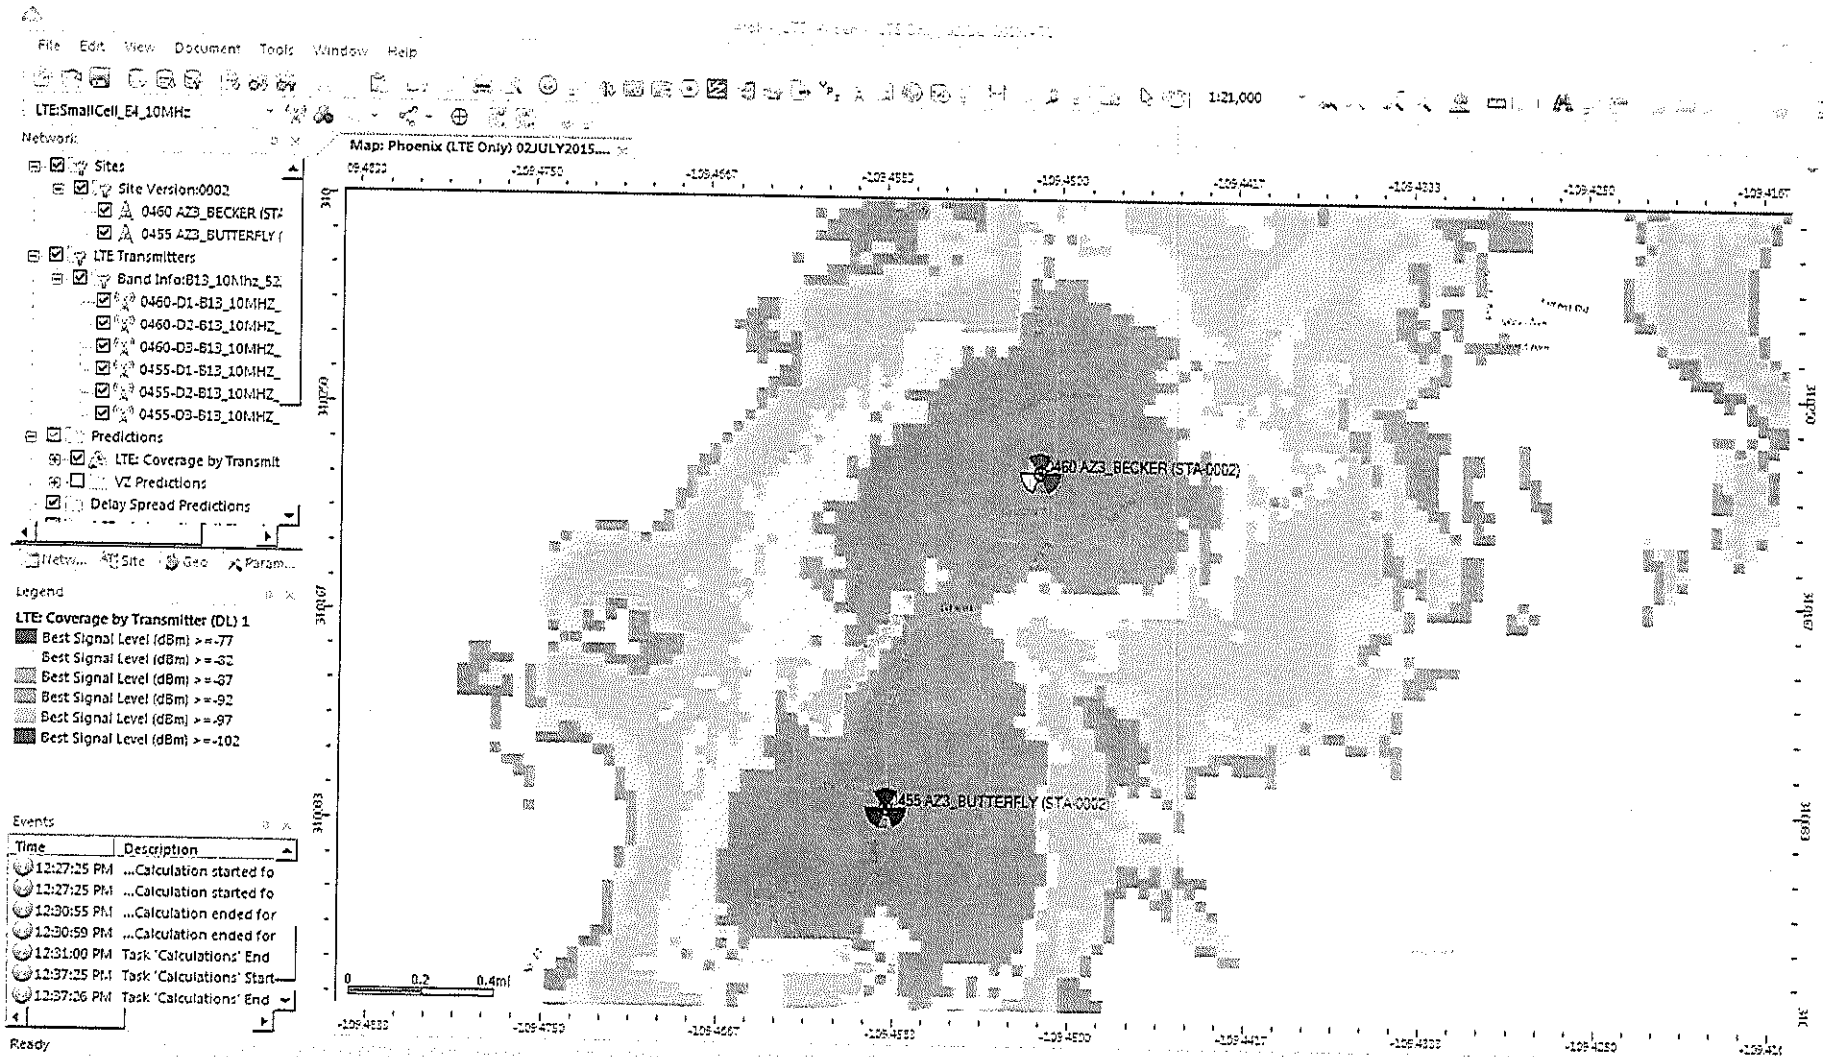 File Edit View Document Tools Window Help
1:21,000
LTE:SmallCell_E4_10MHz
Network
Map: Phoenix (LTE Only) 02JULY2015....
Sites
Site Version:0002
0460 AZ3_BECKER (STA
0455 AZ3_BUTTERFLY (
LTE Transmitters
Band Info:B13_10Mhz_52
0460-D1-B13_10MHZ_
0460-D2-B13_10MHZ_
0460-D3-B13_10MHZ_
0455-D1-B13_10MHZ_
0455-D2-B13_10MHZ_
0455-D3-B13_10MHZ_
Predictions
LTE: Coverage by Transmit
VZ Predictions
Delay Spread Predictions
Netw... Site Geo Param...
Legend
LTE: Coverage by Transmitter (DL) 1
Best Signal Level (dBm) >=-77
Best Signal Level (dBm) >=-82
Best Signal Level (dBm) >=-87
Best Signal Level (dBm) >=-92
Best Signal Level (dBm) >=-97
Best Signal Level (dBm) >=-102
Events
Time Description
12:27:25 PM ...Calculation started fo
12:27:25 PM ...Calculation started fo
12:30:55 PM ...Calculation ended for
12:30:59 PM ...Calculation ended for
12:31:00 PM Task 'Calculations' End
12:37:25 PM Task 'Calculations' Start
12:37:26 PM Task 'Calculations' End
Ready
-109.4750 -109.4667 -109.4583 -109.4500 -109.4417 -109.4333 -109.4250 -109.4167
0460 AZ3_BECKER (STA-0002)
0455 AZ3_BUTTERFLY (STA-0002)
0 0.2 0.4mi
-109.4833 -109.4750 -109.4667 -109.4583 -109.4500 -109.4417 -109.4333 -109.4250 -109.416